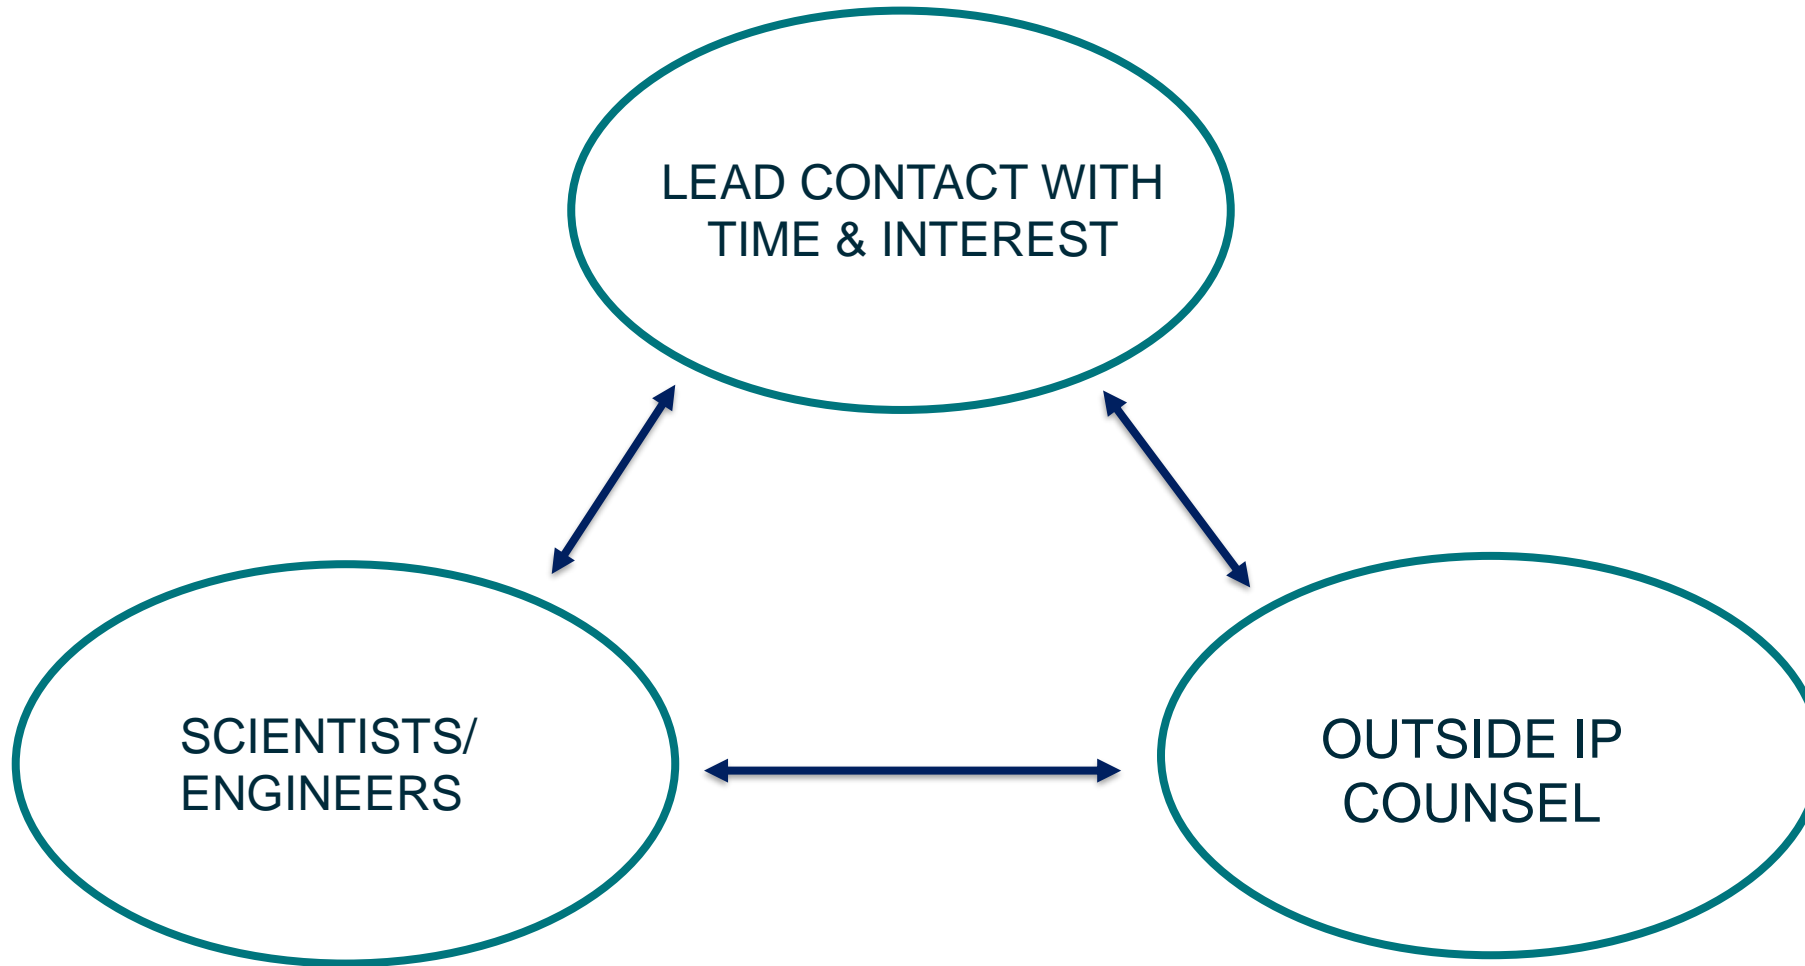 LEAD CONTACT WITH
TIME & INTEREST
SCIENTISTS/
ENGINEERS
OUTSIDE IP
COUNSEL